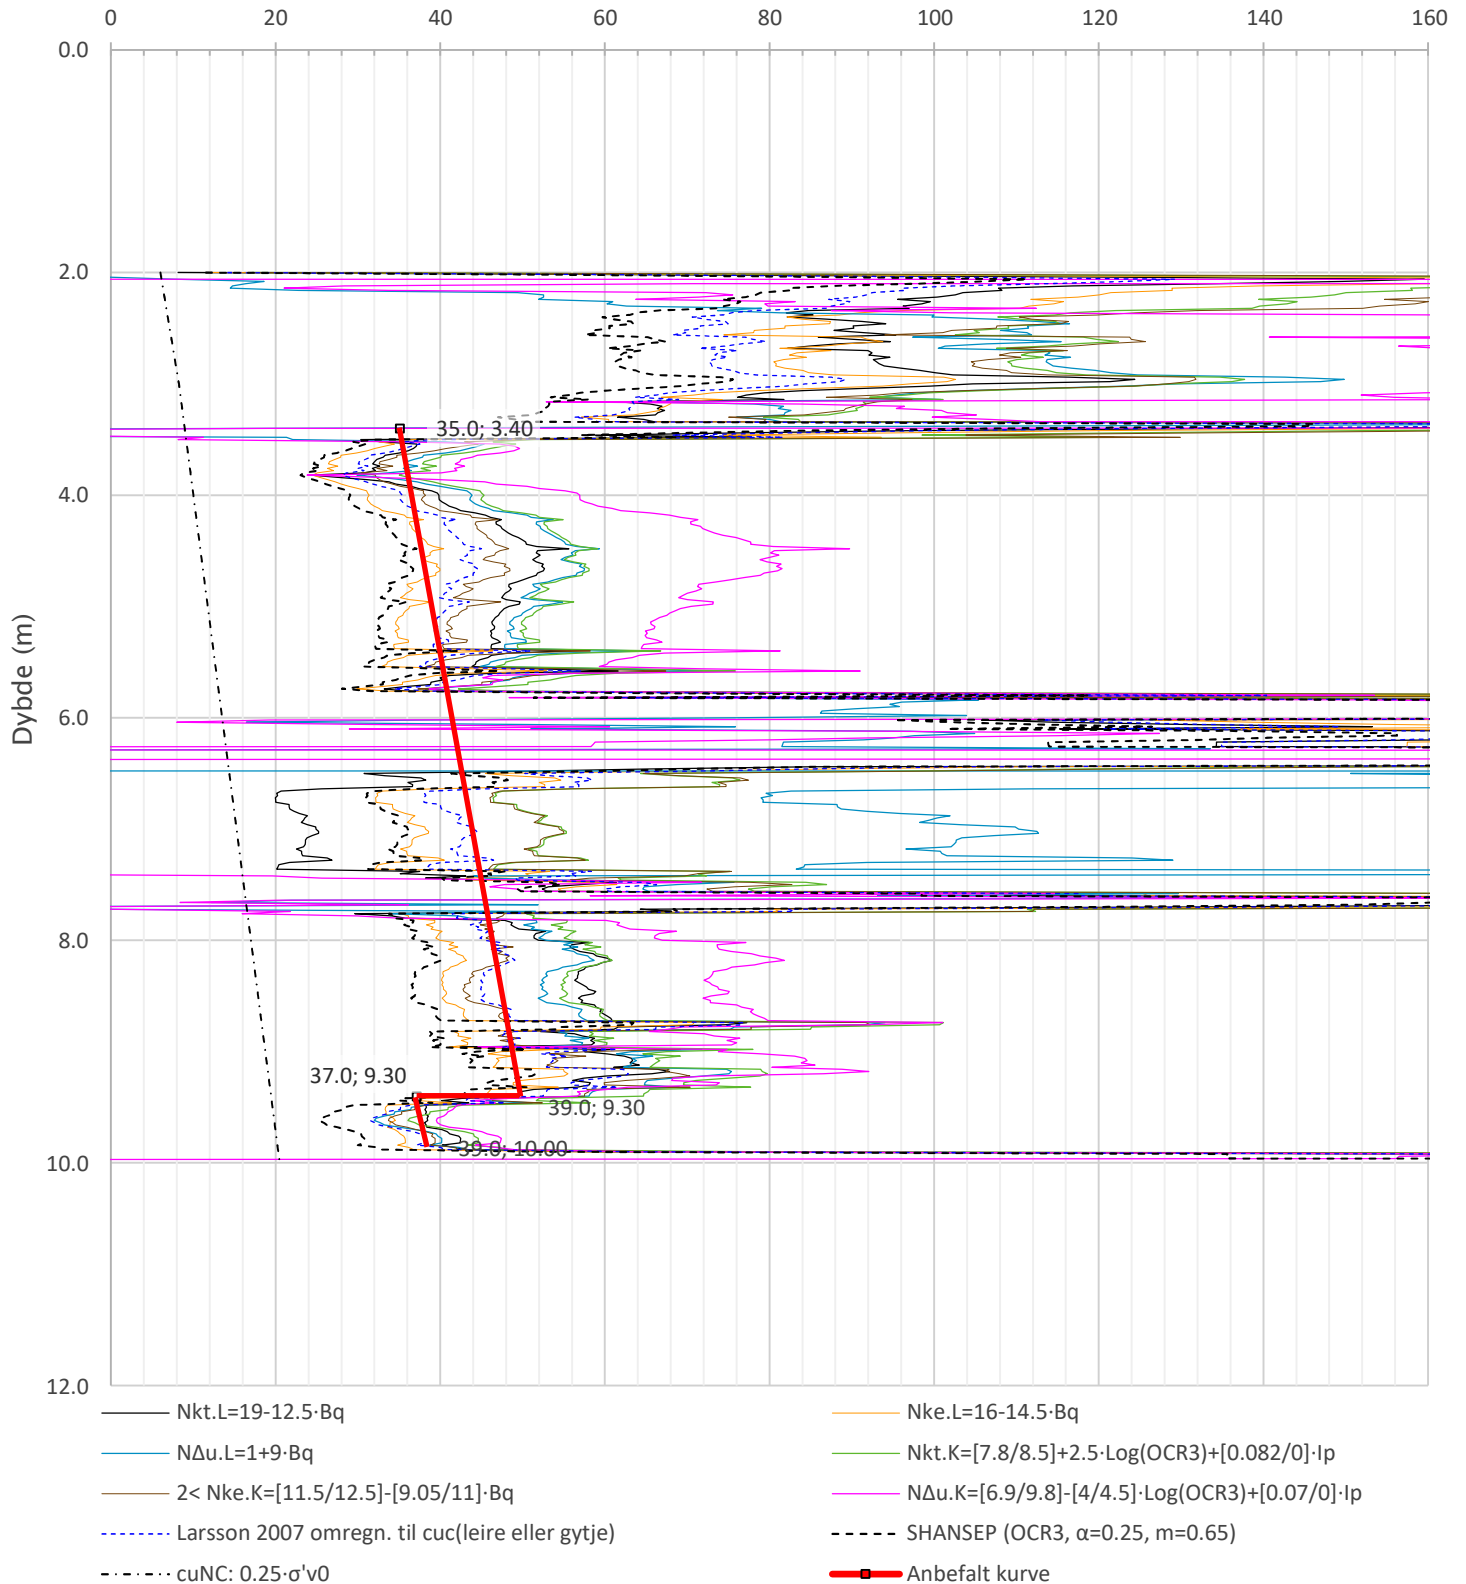 0 20 40 60 80 100 120 140 160
0.0
2.0
35.0; 3.40
4.0
Dybde (m)
6.0
8.0
37.0; 9.30
39.0; 9.30
39.0; 10.00
10.0
12.0
Nkt.L=19-12.5·Bq
Nke.L=16-14.5·Bq
NΔu.L=1+9·Bq
Nkt.K=[7.8/8.5]+2.5·Log(OCR3)+[0.082/0]·Ip
2< Nke.K=[11.5/12.5]-[9.05/11]·Bq
NΔu.K=[6.9/9.8]-[4/4.5]·Log(OCR3)+[0.07/0]·Ip
Larsson 2007 omregn. til cuc(leire eller gytje)
SHANSEP (OCR3, α=0.25, m=0.65)
cuNC: 0.25·σ'v0
Anbefalt kurve